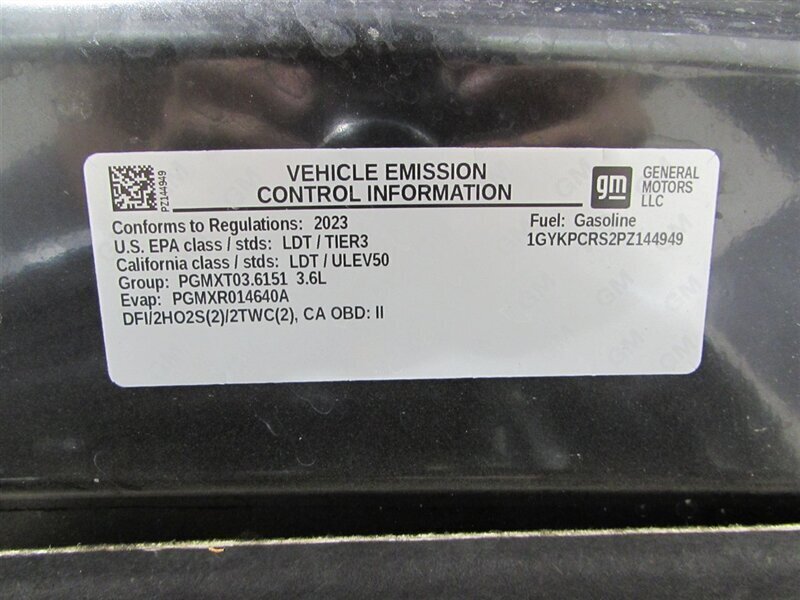 PZ144949
VEHICLE EMISSION
CONTROL INFORMATION
gm
GENERAL
MOTORS
LLC
Conforms to Regulations: 2023
U.S. EPA class / stds: LDT / TIER3
California class / stds: LDT / ULEV50
Group: PGMXT03.6151 3.6L
Evap: PGMXR014640A
DFI/2HO2S(2)/2TWC(2), CA OBD: II
Fuel: Gasoline
1GYKPCRS2PZ144949